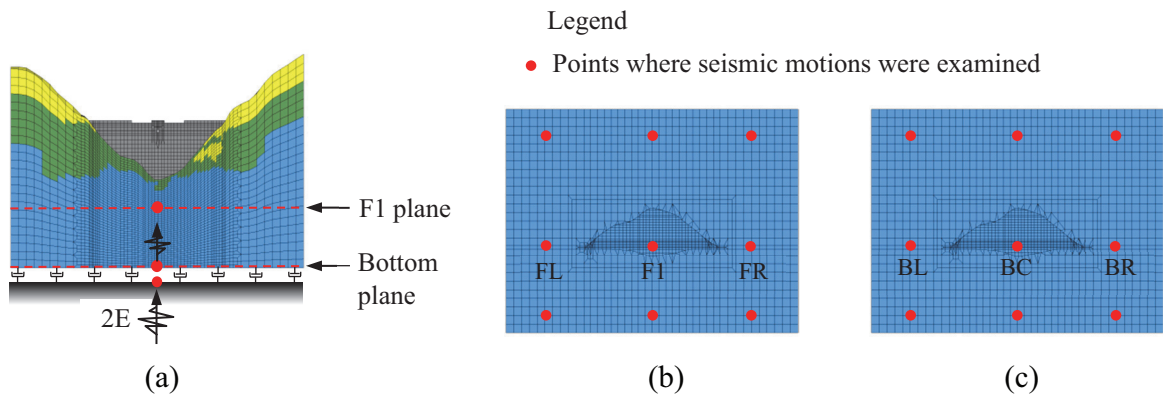 Legend
Points where seismic motions were examined
F1 plane
Bottom
plane
2E
FL F1 FR
BL BC BR
(a) (b) (c)